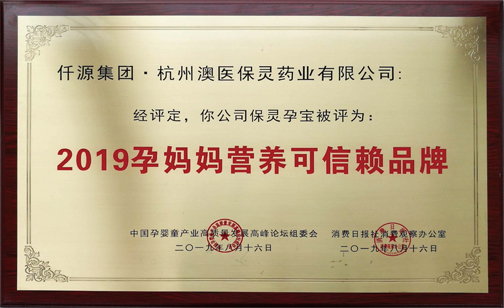 仟源集团·杭州澳医保灵药业有限公司:
经评定，你公司保灵孕宝被评为：
2019孕妈妈营养可信赖品牌
中国孕婴童产业高质量发展高峰论坛组委会 消费日报社消费观察办公室
二〇一九年八月十六日 二〇一九年八月十六日